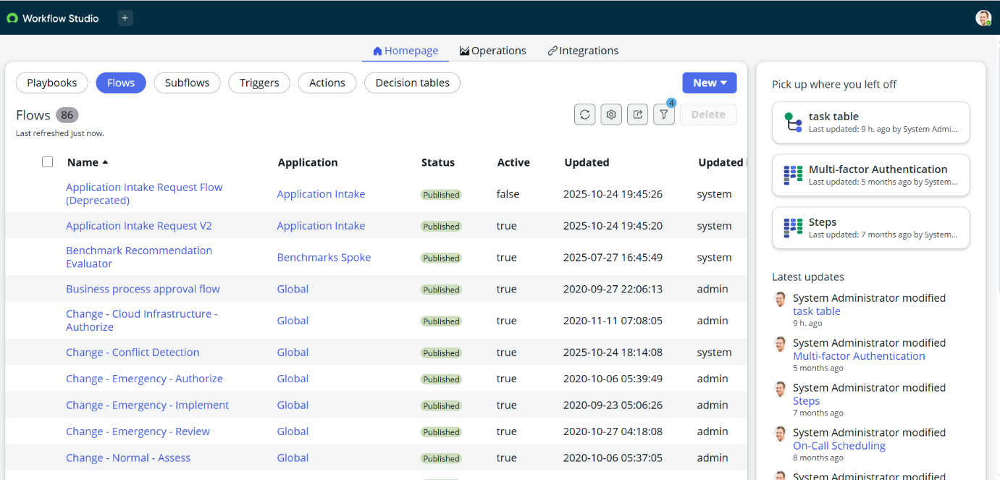 Workflow Studio
+
Homepage
Operations
Integrations
Playbooks
Flows
Subflows
Triggers
Actions
Decision tables
New
Flows 86
Last refreshed just now.
4
Delete
Name Application Status Active Updated Updated
Application Intake Request Flow
(Deprecated)
Application Intake Published false 2025-10-24 19:45:26 system
Application Intake Request V2 Application Intake Published true 2025-10-24 19:45:20 system
Benchmark Recommendation
Evaluator
Benchmarks Spoke Published true 2025-07-27 16:45:49 system
Business process approval flow Global Published true 2020-09-27 22:06:13 admin
Change - Cloud Infrastructure -
Authorize
Global Published true 2020-11-11 07:08:05 admin
Change - Conflict Detection Global Published true 2025-10-24 18:14:08 system
Change - Emergency - Authorize Global Published true 2020-10-06 05:39:49 admin
Change - Emergency - Implement Global Published true 2020-09-23 05:06:26 admin
Change - Emergency - Review Global Published true 2020-10-27 04:18:08 admin
Change - Normal - Assess Global Published true 2020-10-06 05:37:05 admin
Pick up where you left off
task table
Last updated: 9 h. ago by System Admi...
Multi-factor Authentication
Last updated: 5 months ago by System...
Steps
Last updated: 7 months ago by System...
Latest updates
System Administrator modified
task table
9 h. ago
System Administrator modified
Multi-factor Authentication
5 months ago
System Administrator modified
Steps
7 months ago
System Administrator modified
On-Call Scheduling
8 months ago
System Administrator modified